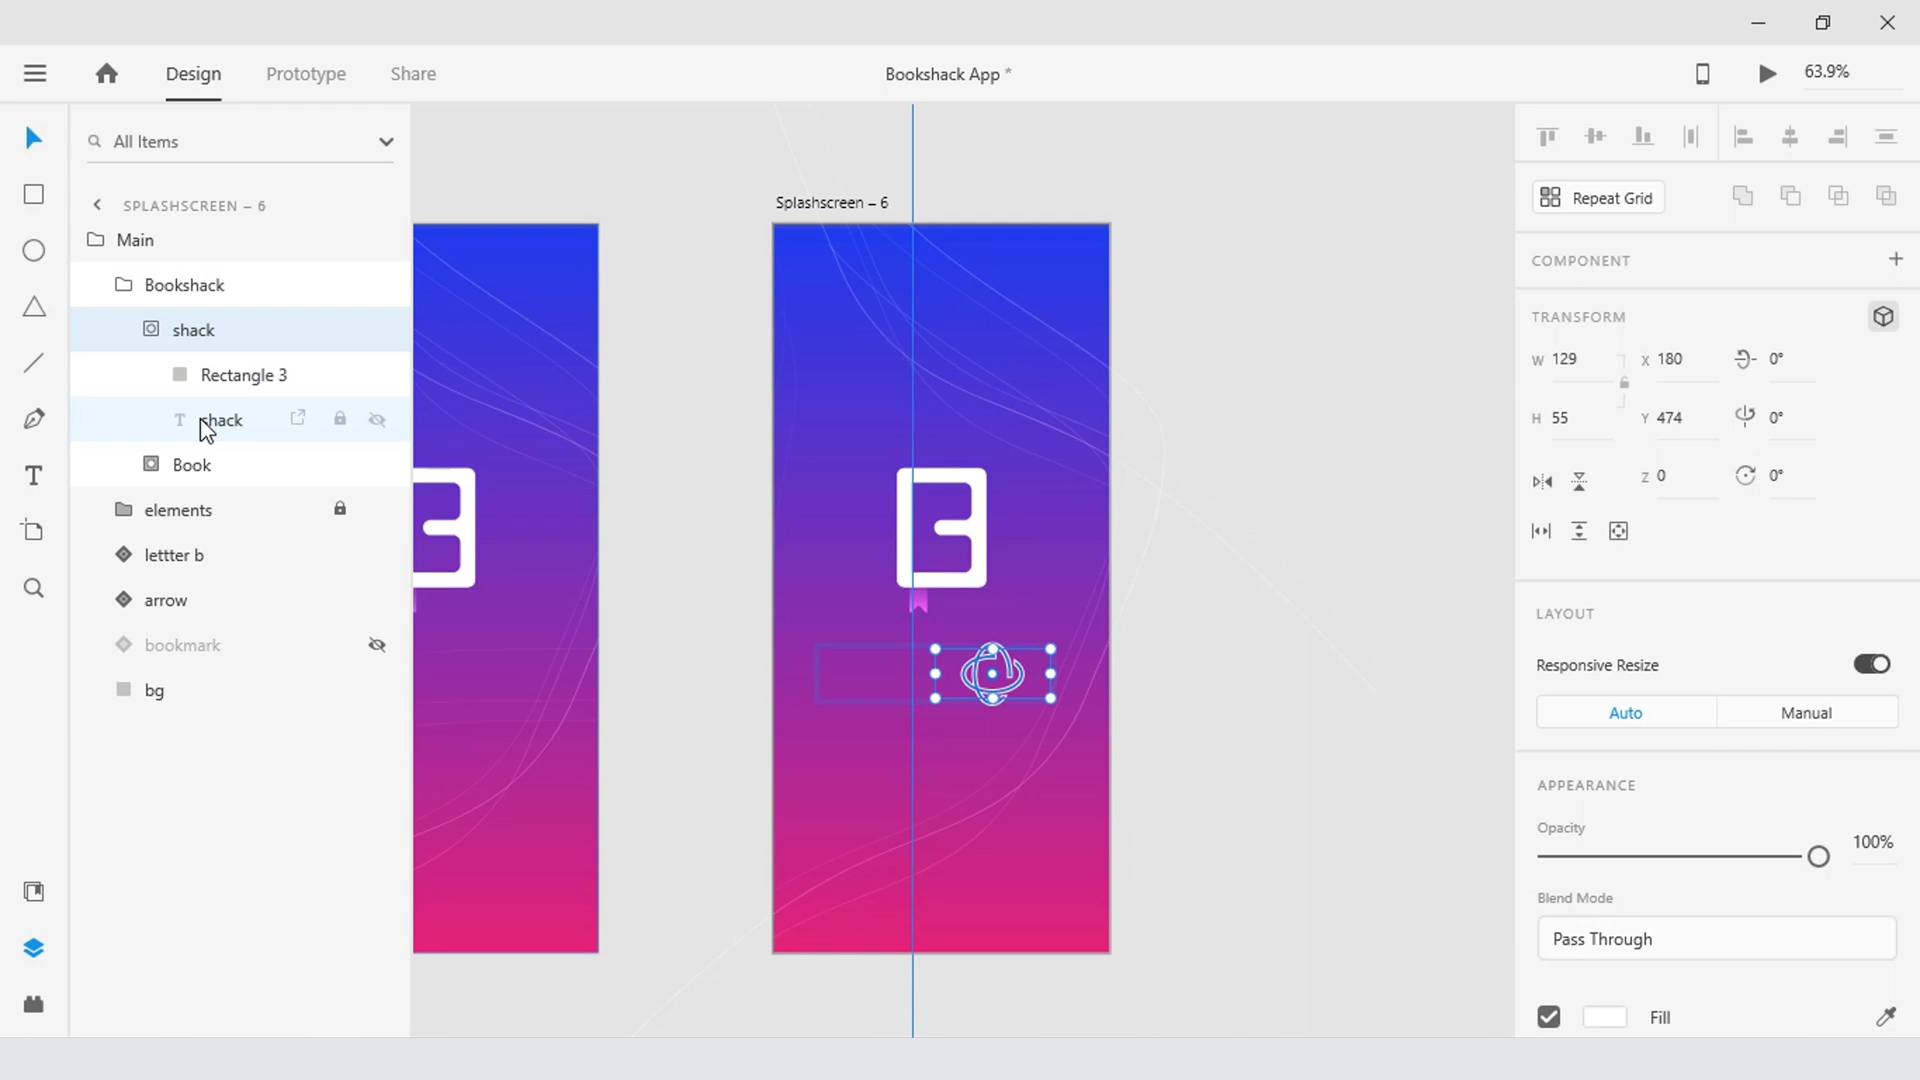 Design
Prototype
Share
Bookshack App *
63.9%
All Items
SPLASHSCREEN – 6
Main
Bookshack
shack
Rectangle 3
T shack
Book
elements
lettter b
arrow
bookmark
bg
T
Splashscreen – 6
Repeat Grid
COMPONENT
TRANSFORM
W 129
X 180
0°
H 55
Y 474
0°
Z 0
0°
LAYOUT
Responsive Resize
Auto
Manual
APPEARANCE
Opacity
100%
Blend Mode
Pass Through
Fill